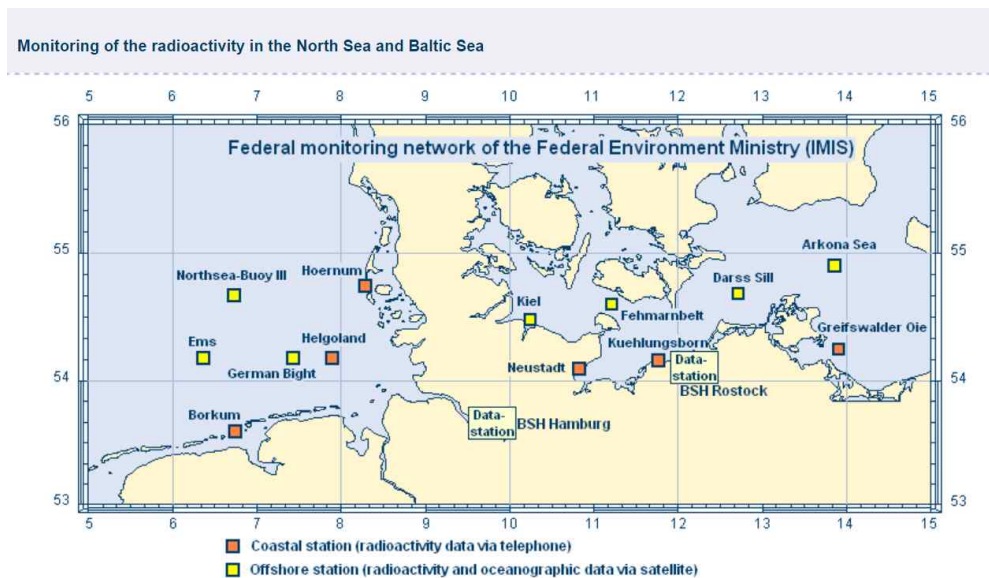 Monitoring of the radioactivity in the North Sea and Baltic Sea
5 6 7 8 9 10 11 12 13 14 15
56 56
Federal monitoring network of the Federal Environment Ministry (IMIS)
Arkona Sea
55 55
Northsea-Buoy III
Hoernum
Darss Sill
Kiel
Fehmarnbelt
Greifswalder Oie
Ems
Helgoland
Kuehlungsborn
German Bight
Neustadt
Data-
station
54 54
BSH Rostock
Borkum
Data-
station
BSH Hamburg
53 53
5 6 7 8 9 10 11 12 13 14 15
Coastal station (radioactivity data via telephone)
Offshore station (radioactivity and oceanographic data via satellite)